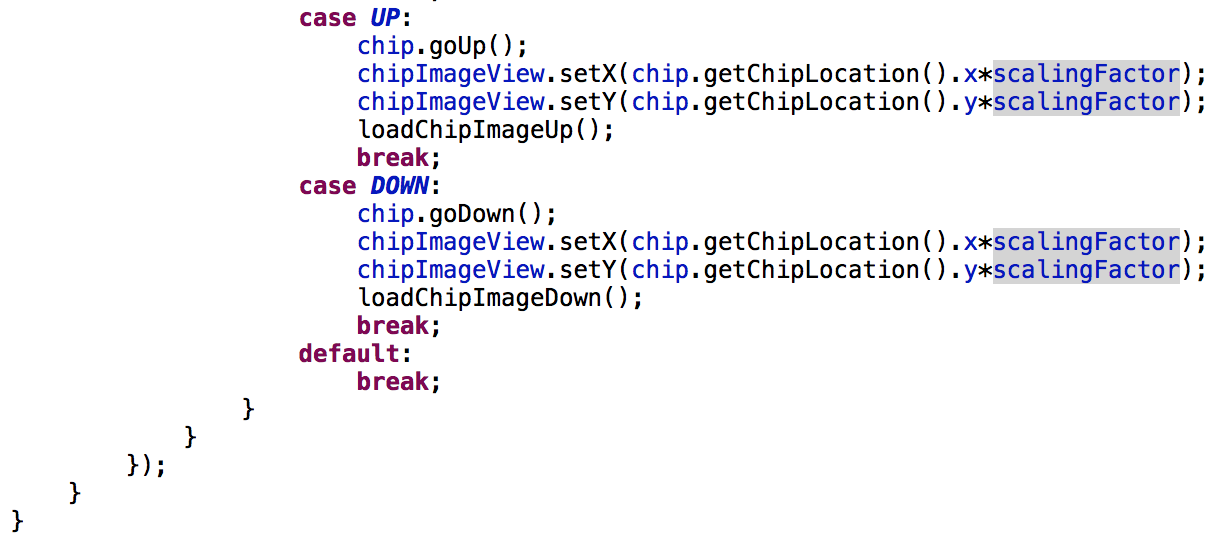 case UP:
chip.goUp();
chipImageView.setX(chip.getChipLocation().x*scalingFactor);
chipImageView.setY(chip.getChipLocation().y*scalingFactor);
loadChipImageUp();
break;
case DOWN:
chip.goDown();
chipImageView.setX(chip.getChipLocation().x*scalingFactor);
chipImageView.setY(chip.getChipLocation().y*scalingFactor);
loadChipImageDown();
break;
default:
break;
}
}
});
}
}